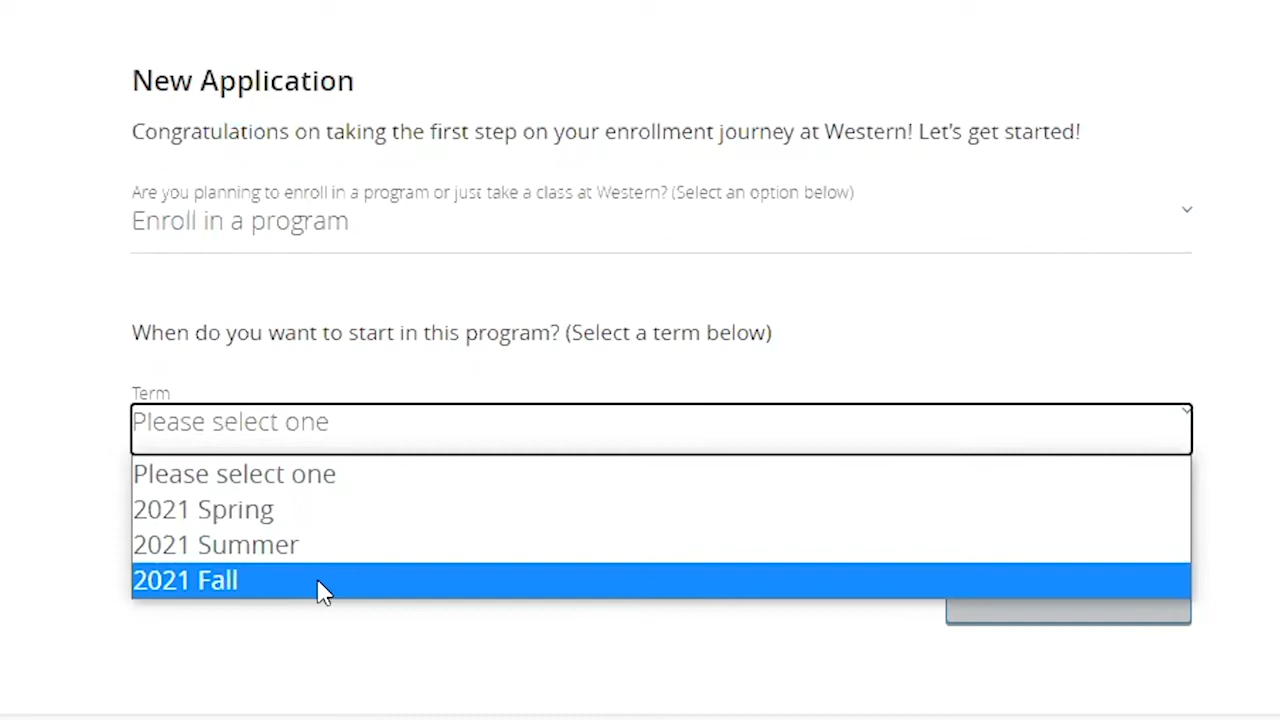 New Application
Congratulations on taking the first step on your enrollment journey at Western! Let's get started!
Are you planning to enroll in a program or just take a class at Western? (Select an option below)
Enroll in a program
When do you want to start in this program? (Select a term below)
Term
Please select one
Please select one
2021 Spring
2021 Summer
2021 Fall